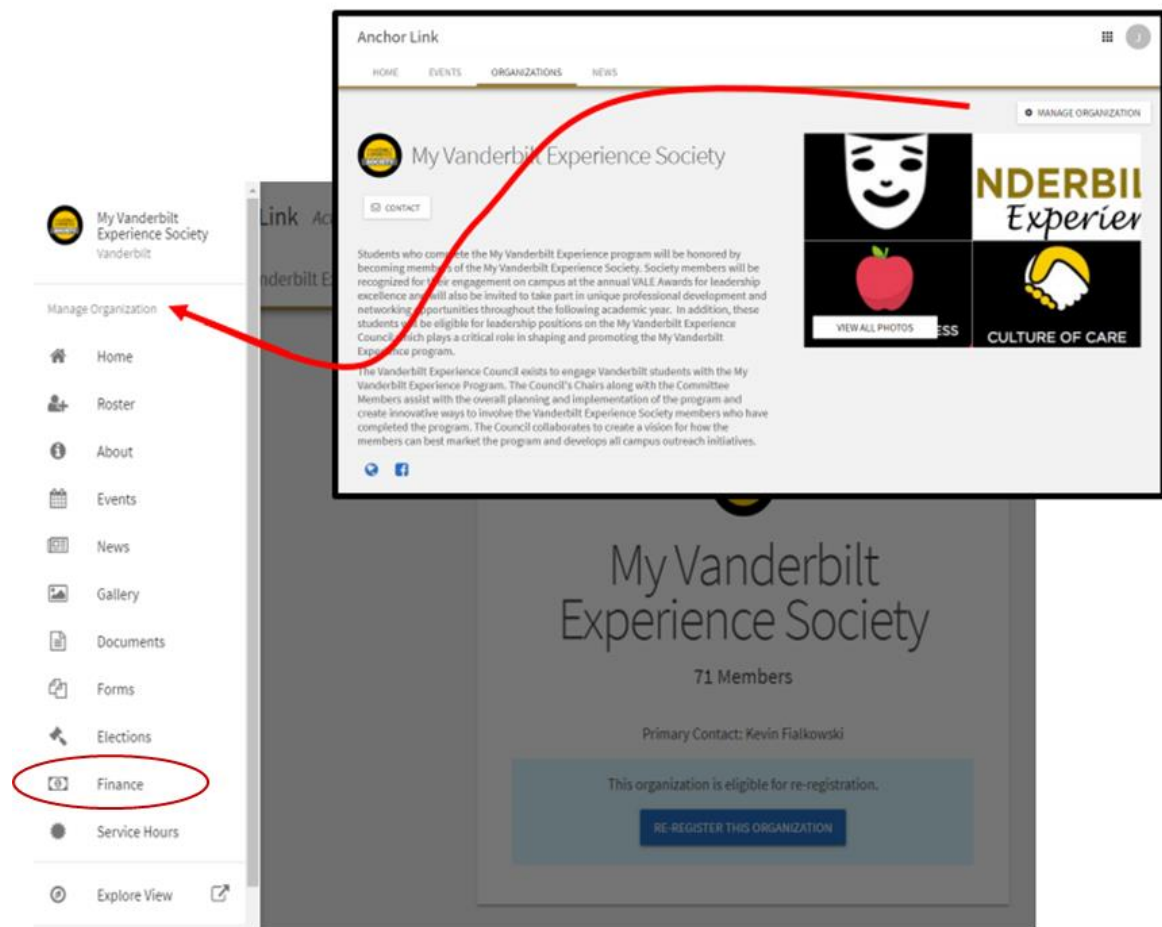 Anchor Link
J
HOME EVENTS ORGANIZATIONS NEWS
MANAGE ORGANIZATION
My Vanderbilt Experience Society
CONTACT
Students who complete the My Vanderbilt Experience program will be honored by
becoming members of the My Vanderbilt Experience Society. Society members will be
recognized for their engagement on campus at the annual VALE Awards for leadership
excellence and will also be invited to take part in unique professional development and
networking opportunities throughout the following academic year. In addition, these
students will be eligible for leadership positions on the My Vanderbilt Experience
Council which plays a critical role in shaping and promoting the My Vanderbilt
Experience program.
The Vanderbilt Experience Council exists to engage Vanderbilt students with the My
Vanderbilt Experience Program. The Council's Chairs along with the Committee
Members assist with the overall planning and implementation of the program and
create innovative ways to involve the Vanderbilt Experience Society members who have
completed the program. The Council collaborates to create a vision for how the
members can best market the program and develops all campus outreach initiatives.
NDERBIL
Experier
VIEW ALL PHOTOS
ESS
CULTURE OF CARE
My Vanderbilt
Experience Society
Vanderbilt
Manage Organization
Home
Roster
About
Events
News
Gallery
Documents
Forms
Elections
Finance
Service Hours
Explore View
Link Ac
nderbilt E
My Vanderbilt
Experience Society
71 Members
Primary Contact: Kevin Fialkowski
This organization is eligible for re-registration.
RE-REGISTER THIS ORGANIZATION